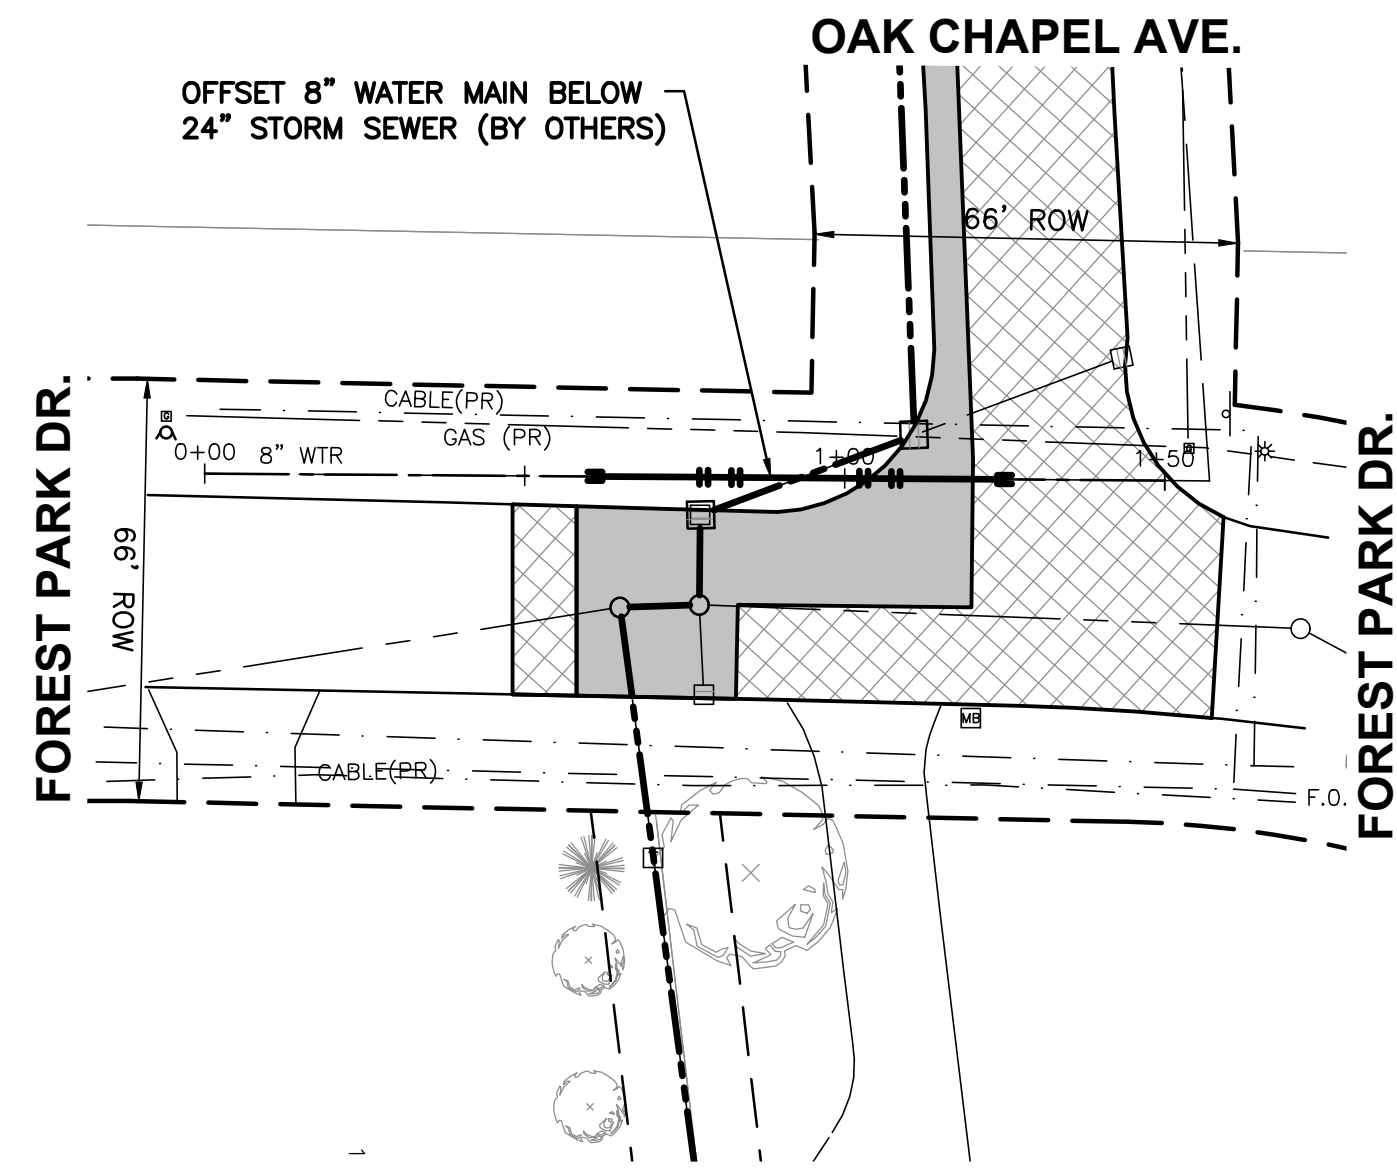 OAK CHAPEL AVE.
OFFSET 8” WATER MAIN BELOW
24” STORM SEWER (BY OTHERS)
66’ ROW
FOREST PARK DR.
CABLE(PR)
GAS (PR)
G
0+00
8” WTR
1+00
1+50
66’ ROW
FOREST PARK DR.
MB
CABLE(PR)
F.O.
1